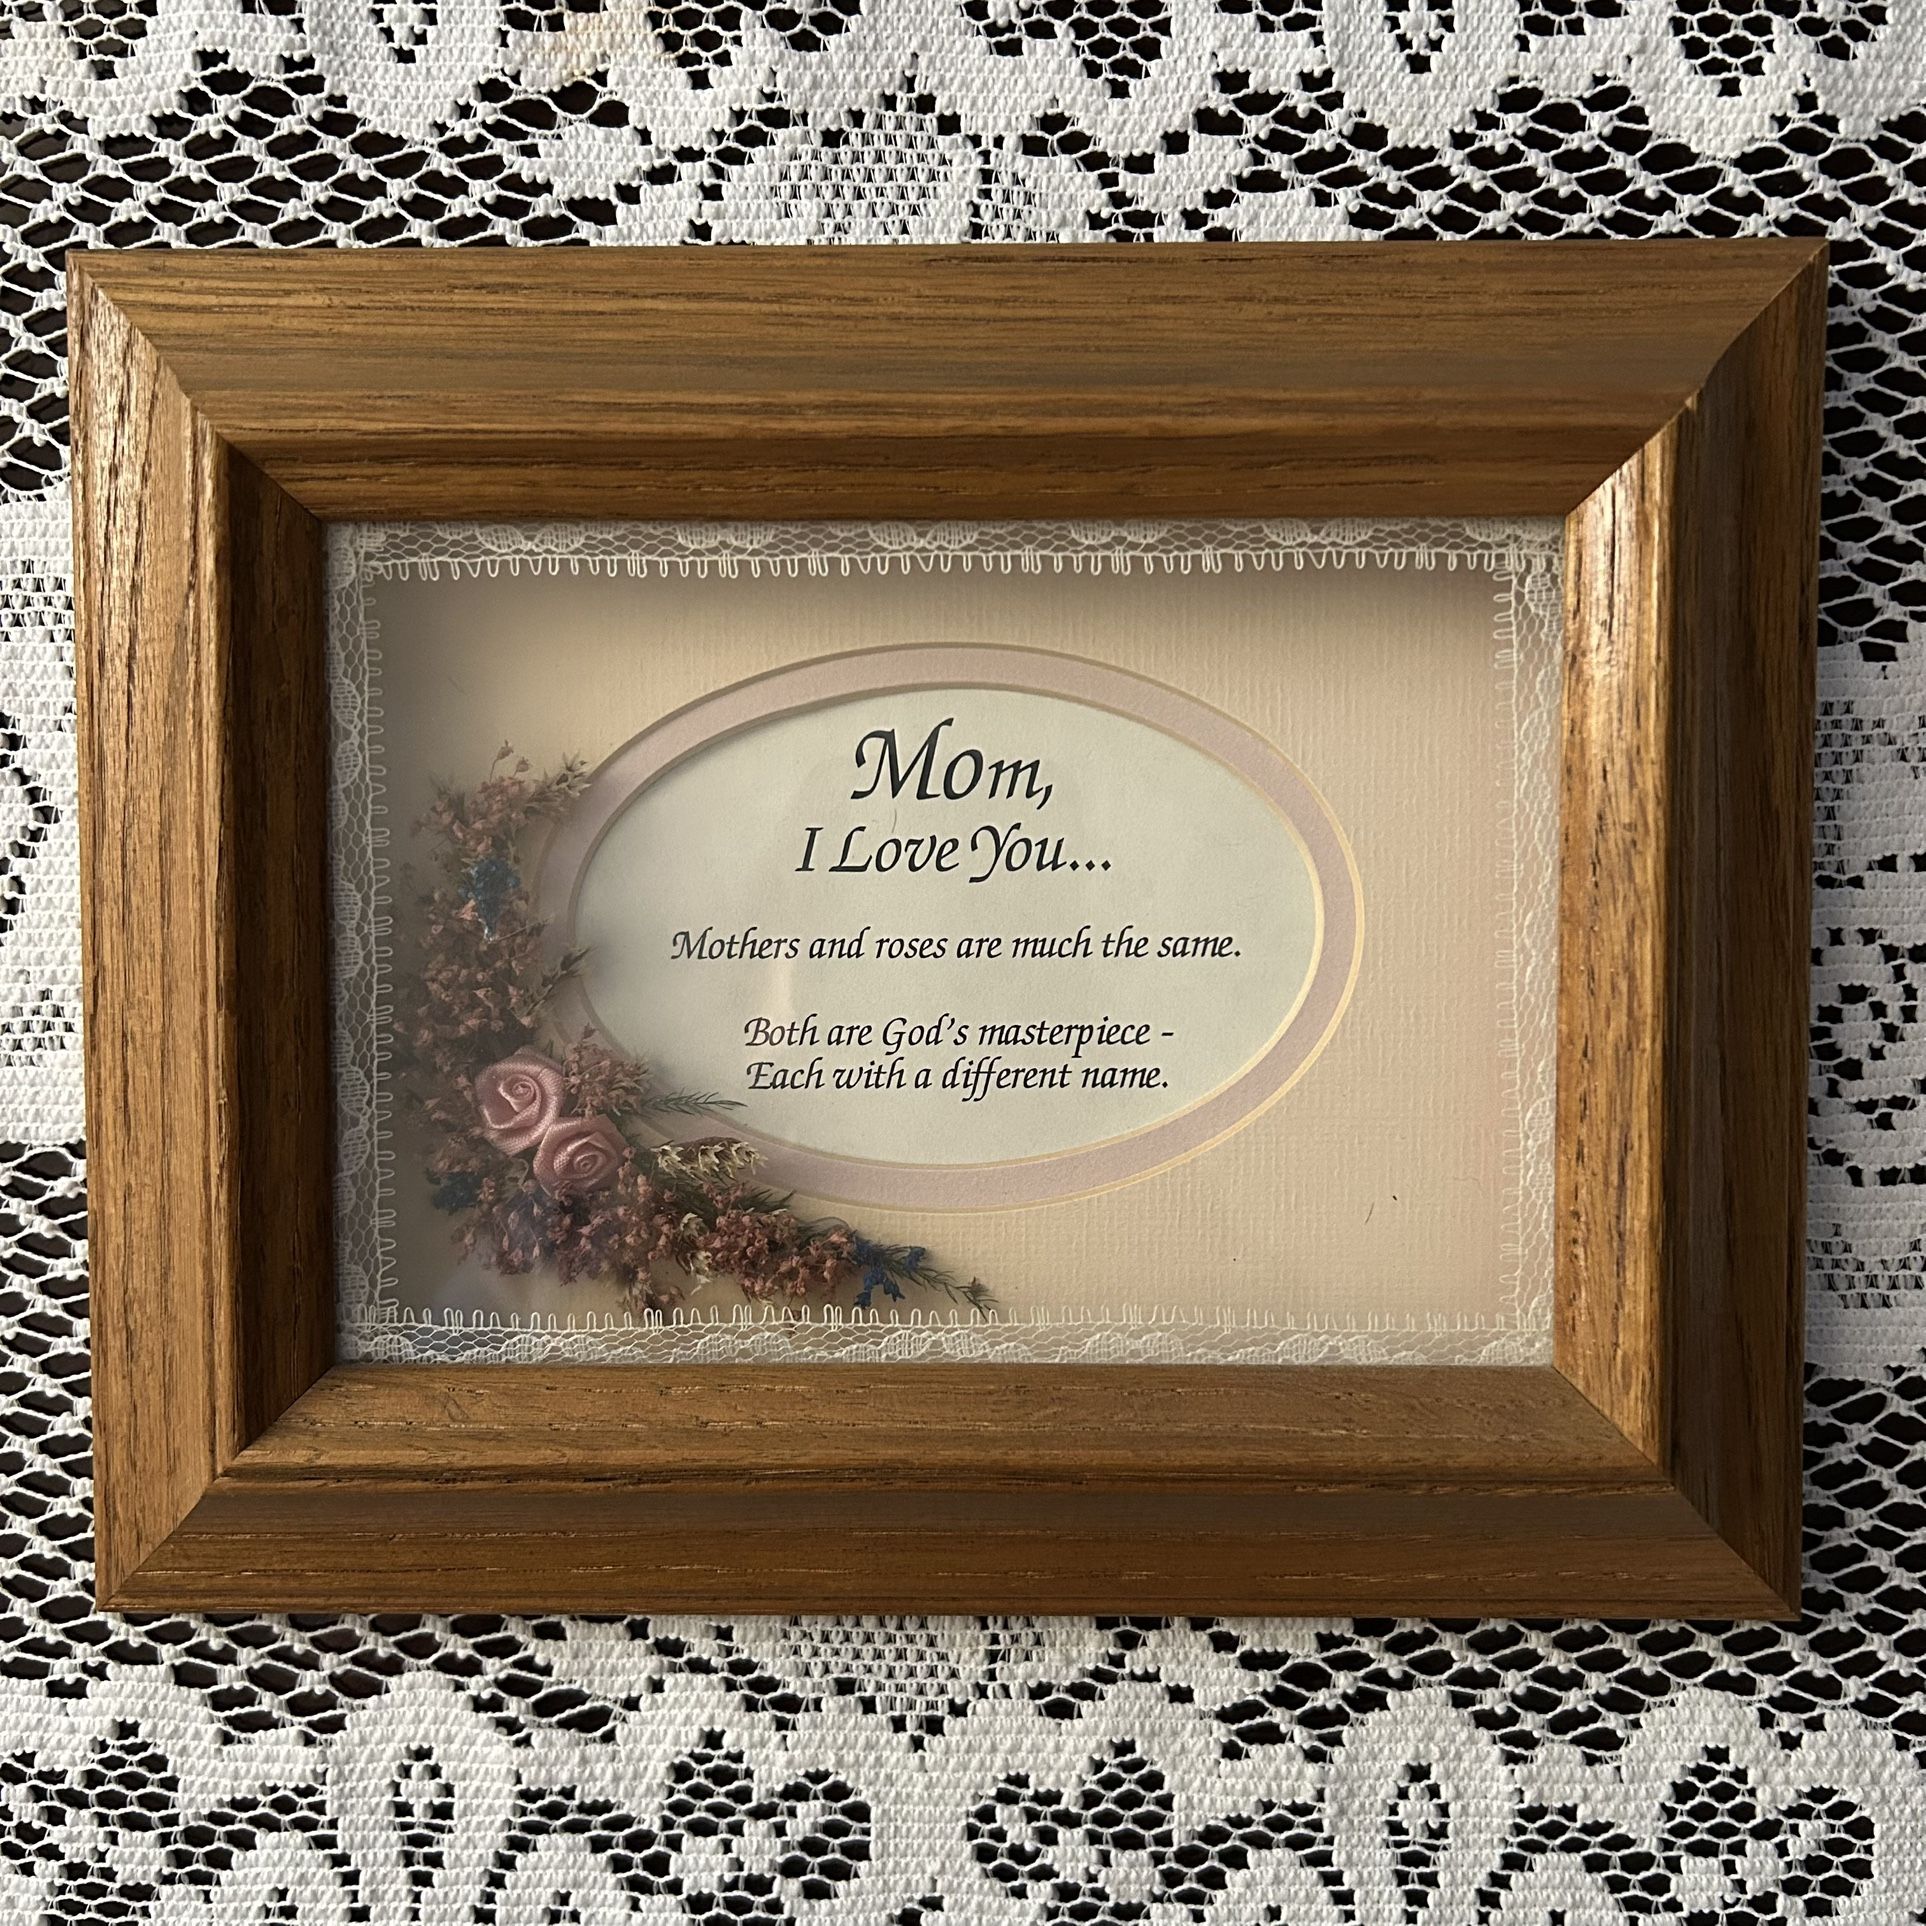 Mom,
I Love You...
Mothers and roses are much the same.
Both are God's masterpiece -
Each with a different name.